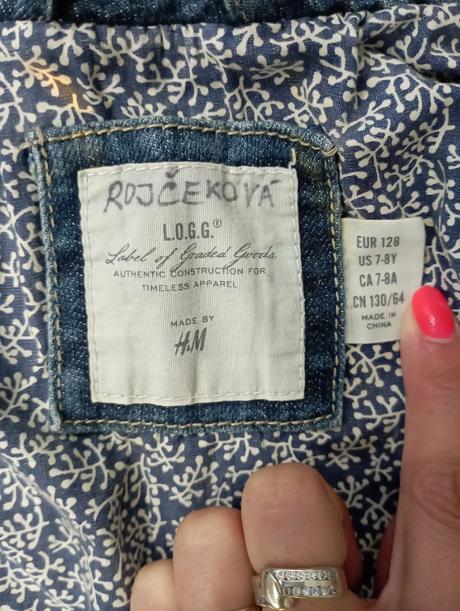 ROJČEKOVÁ
L.O.G.G.®
Label of Graded Goods
AUTHENTIC CONSTRUCTION FOR
TIMELESS APPAREL
MADE BY
H&M
EUR 128
US 7-8Y
CA 7-8A
CN 130/64
MADE IN
CHINA